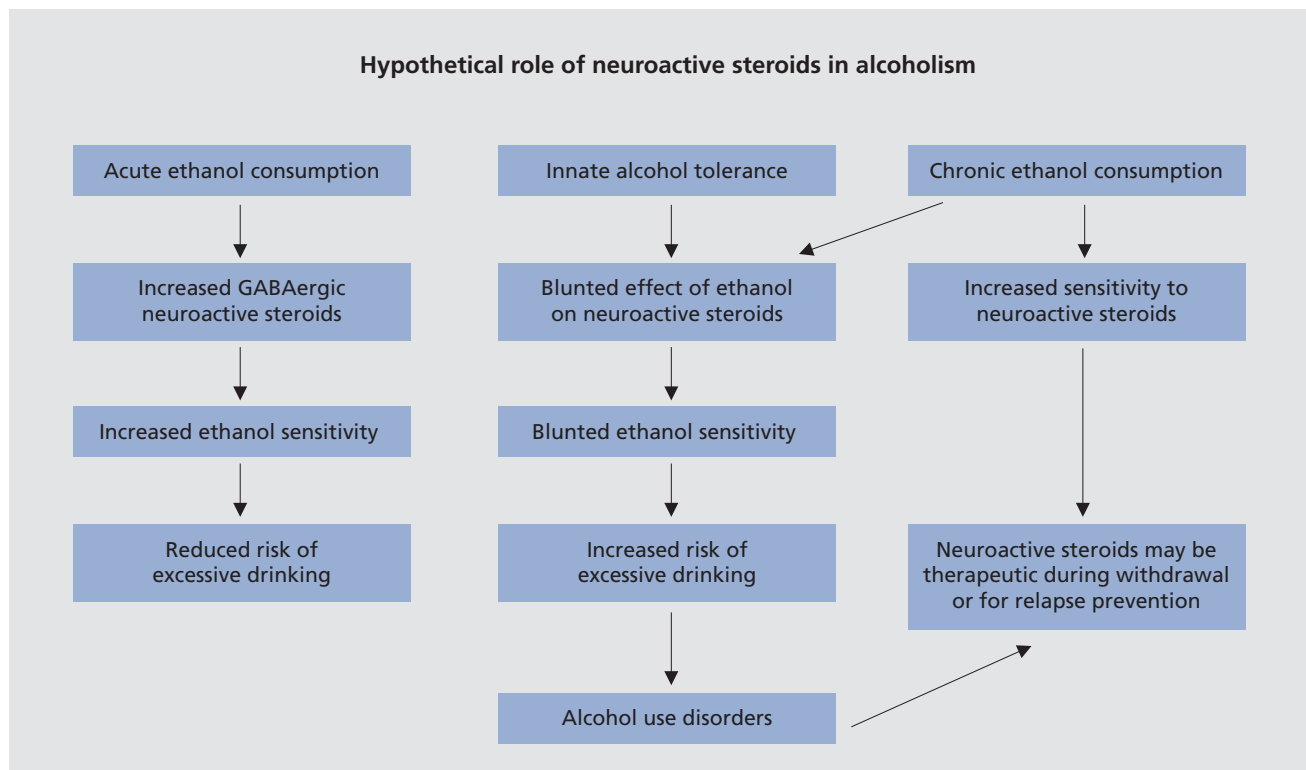 Hypothetical role of neuroactive steroids in alcoholism
Acute ethanol consumption
Increased GABAergic
neuroactive steroids
Increased ethanol sensitivity
Reduced risk of
excessive drinking
Innate alcohol tolerance
Blunted effect of ethanol
on neuroactive steroids
Blunted ethanol sensitivity
Increased risk of
excessive drinking
Alcohol use disorders
Chronic ethanol consumption
Increased sensitivity to
neuroactive steroids
Neuroactive steroids may be
therapeutic during withdrawal
or for relapse prevention